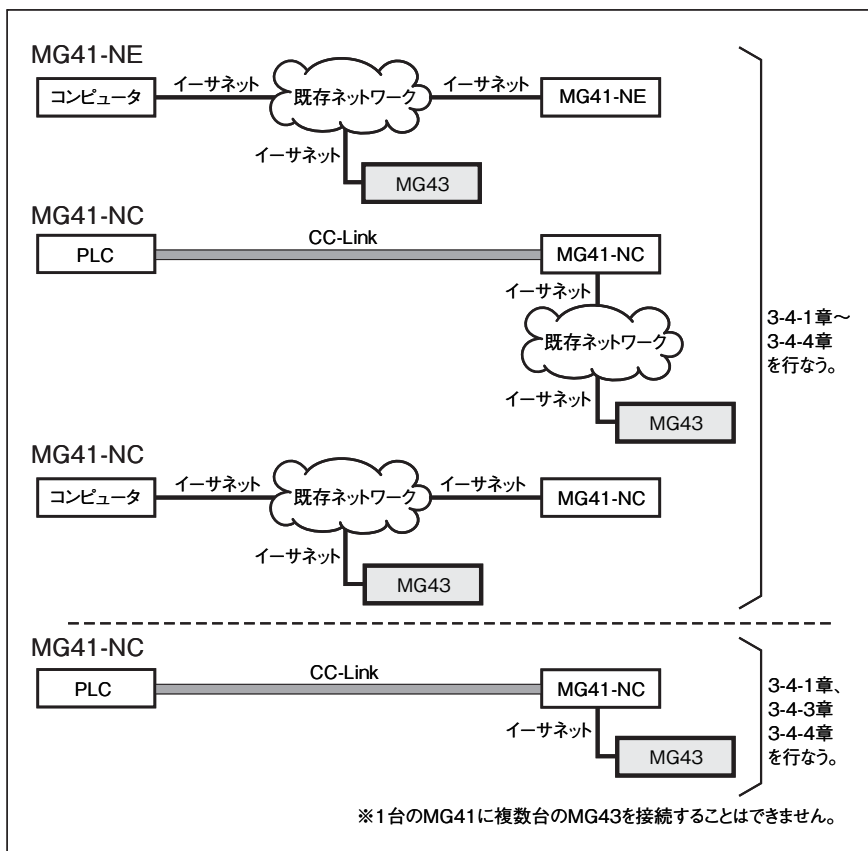 MG41-NE
コンピュータ
イーサネット
既存ネットワーク
イーサネット
MG41-NE
イーサネット
MG43
MG41-NC
PLC
CC-Link
MG41-NC
イーサネット
既存ネットワーク
イーサネット
MG43
3-4-1章～
3-4-4章
を行なう。
MG41-NC
コンピュータ
イーサネット
既存ネットワーク
イーサネット
MG41-NC
イーサネット
MG43
MG41-NC
PLC
CC-Link
MG41-NC
イーサネット
MG43
3-4-1章、
3-4-3章
3-4-4章
を行なう。
※1台のMG41に複数台のMG43を接続することはできません。